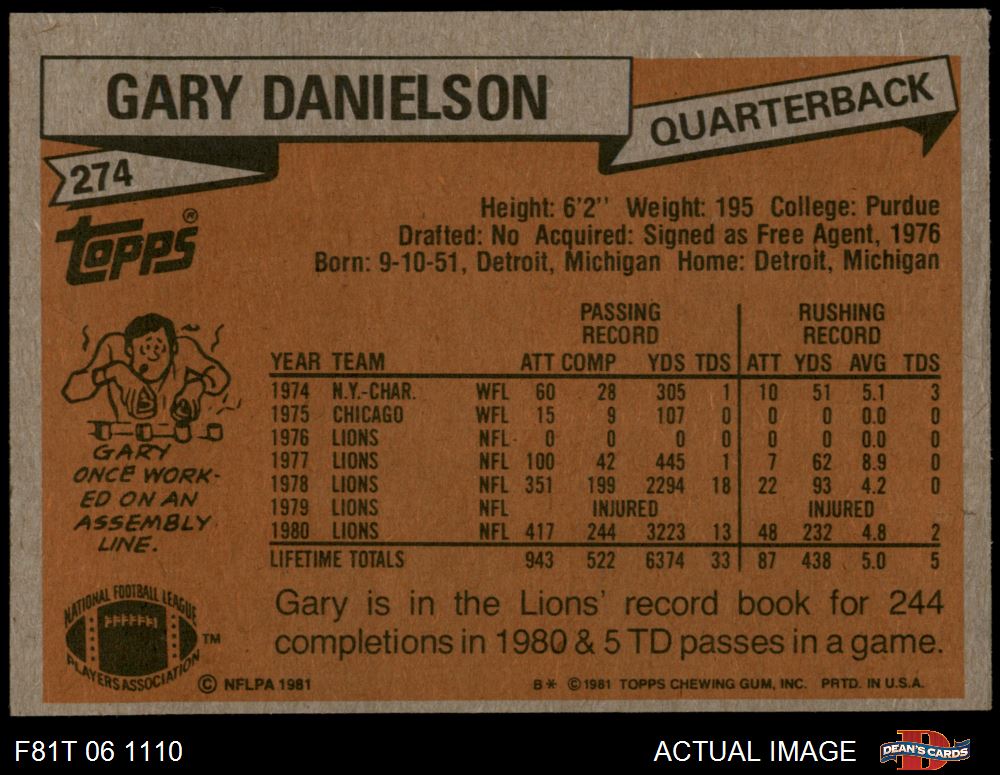 GARY DANIELSON
QUARTERBACK
274
topps®
Height: 6'2'' Weight: 195 College: Purdue
Drafted: No Acquired: Signed as Free Agent, 1976
Born: 9-10-51, Detroit, Michigan Home: Detroit, Michigan
PASSING RECORD RUSHING RECORD
YEAR TEAM ATT COMP YDS TDS ATT YDS AVG TDS
1974 N.Y.-CHAR. WFL 60 28 305 1 10 51 5.1 3
1975 CHICAGO WFL 15 9 107 0 0 0 0.0 0
1976 LIONS NFL 0 0 0 0 0 0 0.0 0
1977 LIONS NFL 100 42 445 1 7 62 8.9 0
1978 LIONS NFL 351 199 2294 18 22 93 4.2 0
1979 LIONS NFL INJURED INJURED
1980 LIONS NFL 417 244 3223 13 48 232 4.8 2
LIFETIME TOTALS 943 522 6374 33 87 438 5.0 5
GARY
ONCE WORK-
ED ON AN
ASSEMBLY
LINE.
Gary is in the Lions' record book for 244
completions in 1980 & 5 TD passes in a game.
NATIONAL FOOTBALL LEAGUE
PLAYERS ASSOCIATION
NFLPA
TM
© NFLPA 1981
B* © 1981 TOPPS CHEWING GUM, INC. PRTD. IN U.S.A.
F81T 06 1110
ACTUAL IMAGE
D
DEAN'S CARDS